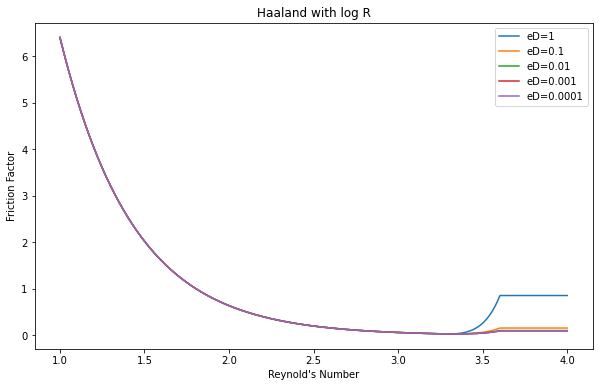 Haaland with log R
eD=1
eD=0.1
eD=0.01
eD=0.001
eD=0.0001
Friction Factor
6
5
4
3
2
1
0
1.0 1.5 2.0 2.5 3.0 3.5 4.0
Reynold's Number